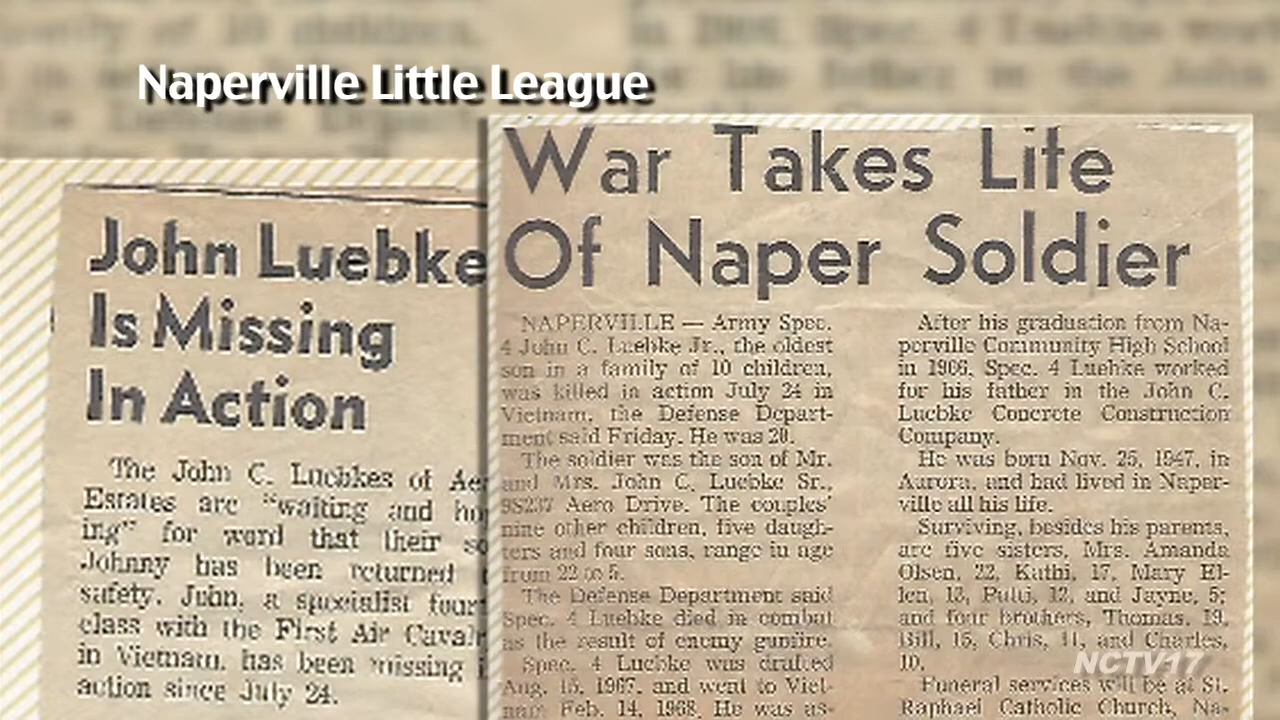 Naperville Little League
John Luebke
Is Missing
In Action
The John C. Luebkes of
Estates are "waiting and
ing" for word that their
Johnny has been returned
safety. John, a specialist
class with the First Air
in Vietnam, has been missing
action since July 24.
War Takes Life
Of Naper Soldier
NAPERVILLE — Army Spec.
4 John C. Luebke Jr., the oldest
son in a family of 10 children,
was killed in action July 24 in
Vietnam, the Defense Depart-
ment said Friday. He was 20.
The soldier was the son of Mr.
and Mrs. John C. Luebke Sr.,
9S237 Aero Drive. The couples'
nine other children, five daugh-
ters and four sons, range in age
from 22 to 5.
The Defense Department said
Spec. 4 Luebke died in combat
as the result of enemy gunfire.
Spec. 4 Luebke was drafted
Aug. 15, 1967, and went to Viet-
nam Feb. 14, 1968. He was as-
After his graduation from Na-
perville Community High School
in 1966, Spec. 4 Luebke worked
for his father in the John C.
Luebke Concrete Construction
Company.
He was born Nov. 25, 1947, in
Aurora, and had lived in Naper-
ville all his life.
Surviving, besides his parents,
are five sisters, Mrs. Amanda
Olsen, 22, Kathi, 17, Mary El-
len, 13, Patti, 12, and Jayne, 5;
and four brothers, Thomas, 19,
Bill, 15, Chris, 11, and Charles,
10.
Funeral services will be at St.
Raphael Catholic Church, Na-
NCTV17